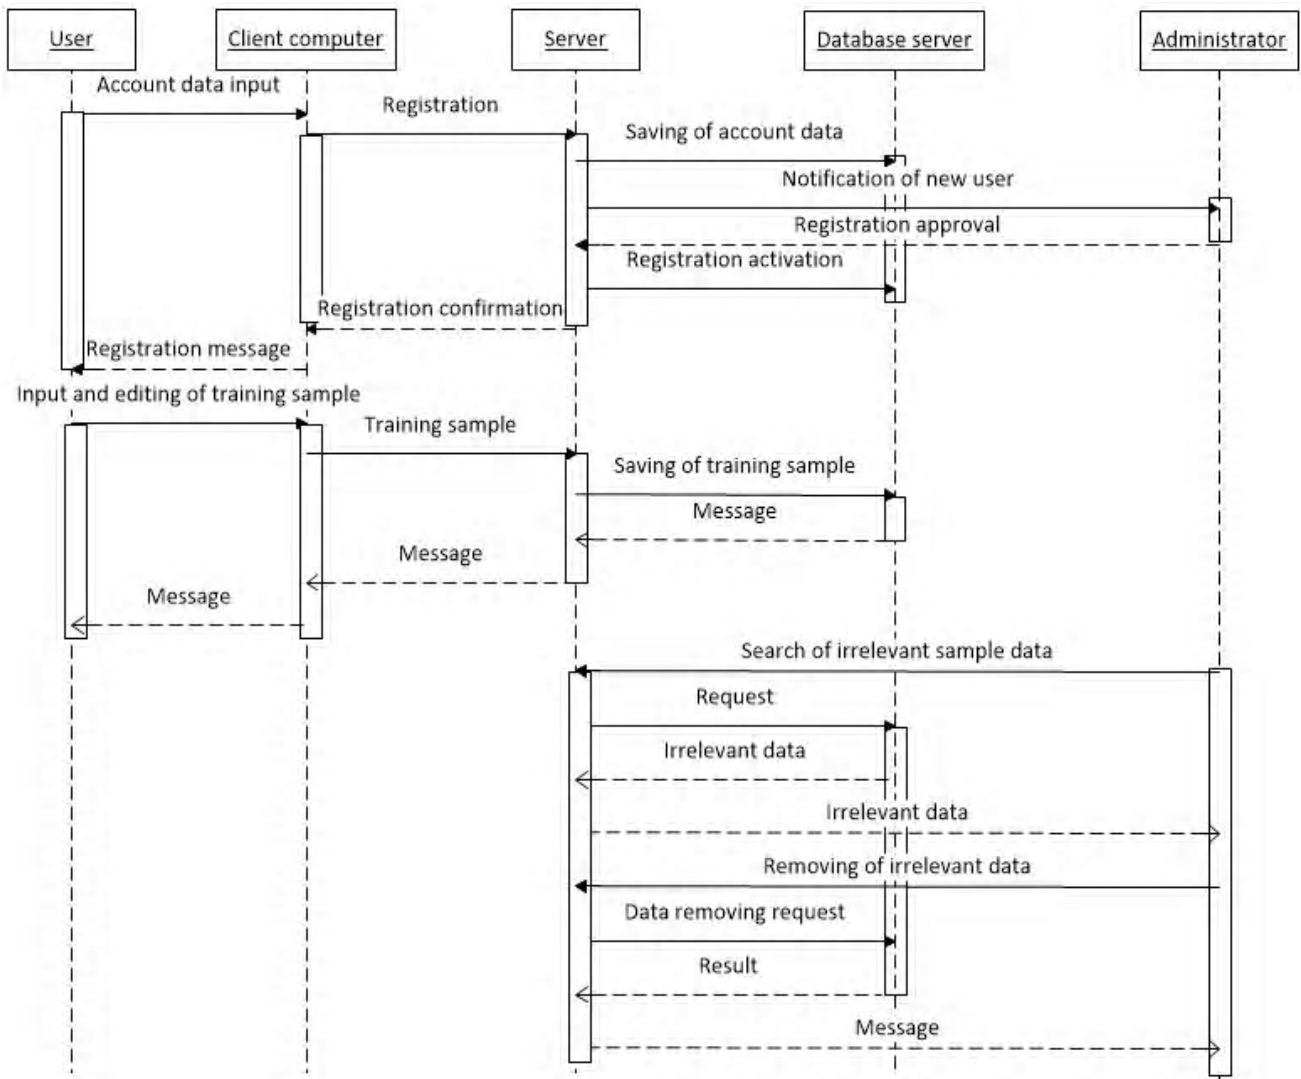 User
Client computer
Server
Database server
Administrator
Account data input
Registration
Saving of account data
Notification of new user
Registration approval
Registration activation
Registration confirmation
Registration message
Input and editing of training sample
Training sample
Saving of training sample
Message
Message
Message
Search of irrelevant sample data
Request
Irrelevant data
Irrelevant data
Removing of irrelevant data
Data removing request
Result
Message